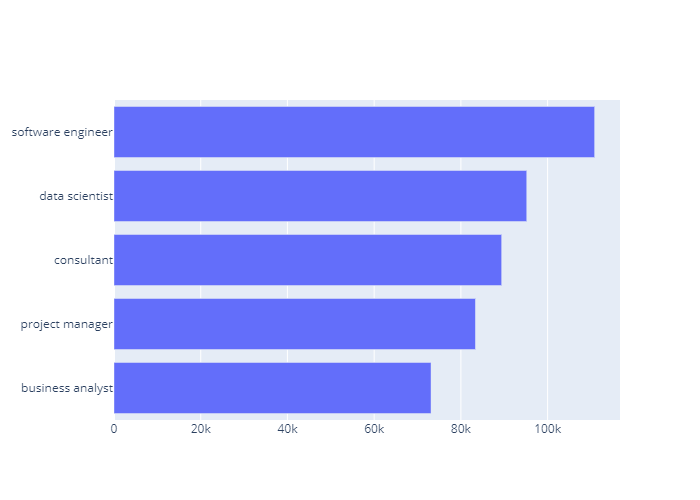 software engineer
data scientist
consultant
project manager
business analyst
0 20k 40k 60k 80k 100k